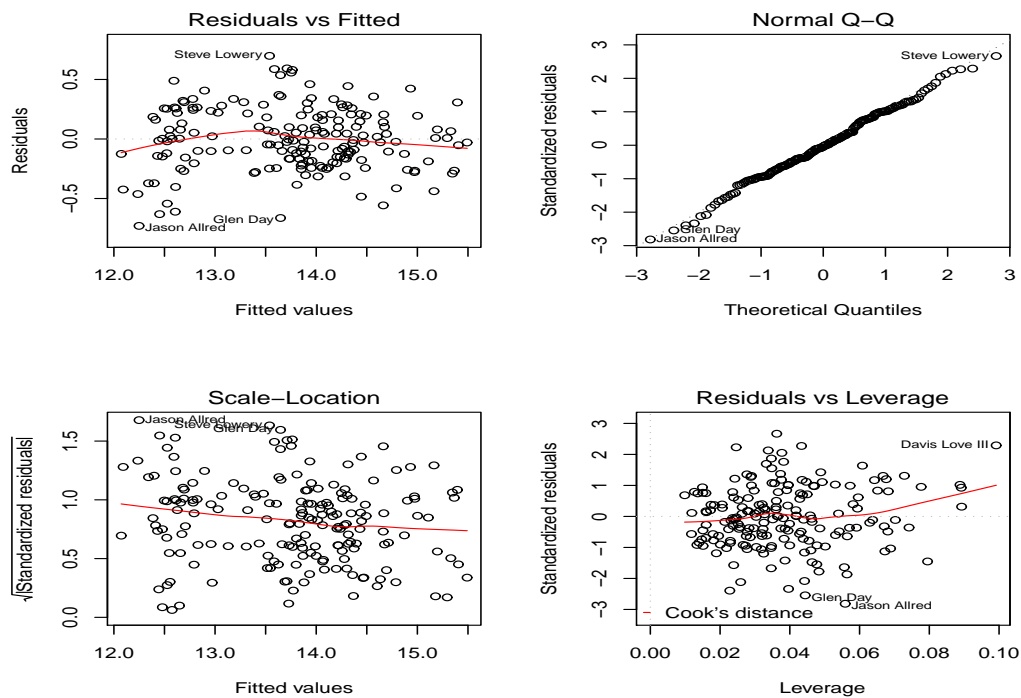 Residuals vs Fitted
Residuals
0.5
0.0
−0.5
Steve Lowery
Glen Day
Jason Allred
12.0 13.0 14.0 15.0
Fitted values
Normal Q−Q
Standardized residuals
3
2
1
0
−1
−2
−3
Steve Lowery
Glen Day
Jason Allred
−3 −2 −1 0 1 2 3
Theoretical Quantiles
Scale−Location
√|Standardized residuals|
1.5
1.0
0.5
0.0
Jason Allred
Steve Lowery
Glen Day
12.0 13.0 14.0 15.0
Fitted values
Residuals vs Leverage
Standardized residuals
3
2
1
0
−1
−2
−3
Davis Love III
Glen Day
Jason Allred
Cook's distance
0.00 0.02 0.04 0.06 0.08 0.10
Leverage